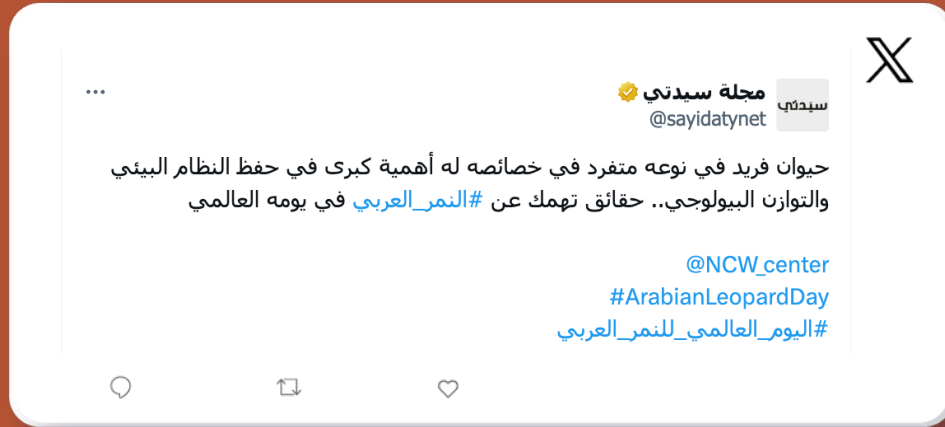 مجلة سيدتي
سيدتي
@sayidatynet
حيوان فريد في نوعه متفرد في خصائصه له أهمية كبرى في حفظ النظام البيئي
والتوازن البيولوجي.. حقائق تهمك عن #النمر_العربي في يومه العالمي
@NCW_center
#ArabianLeopardDay
#اليوم_العالمي_للنمر_العربي